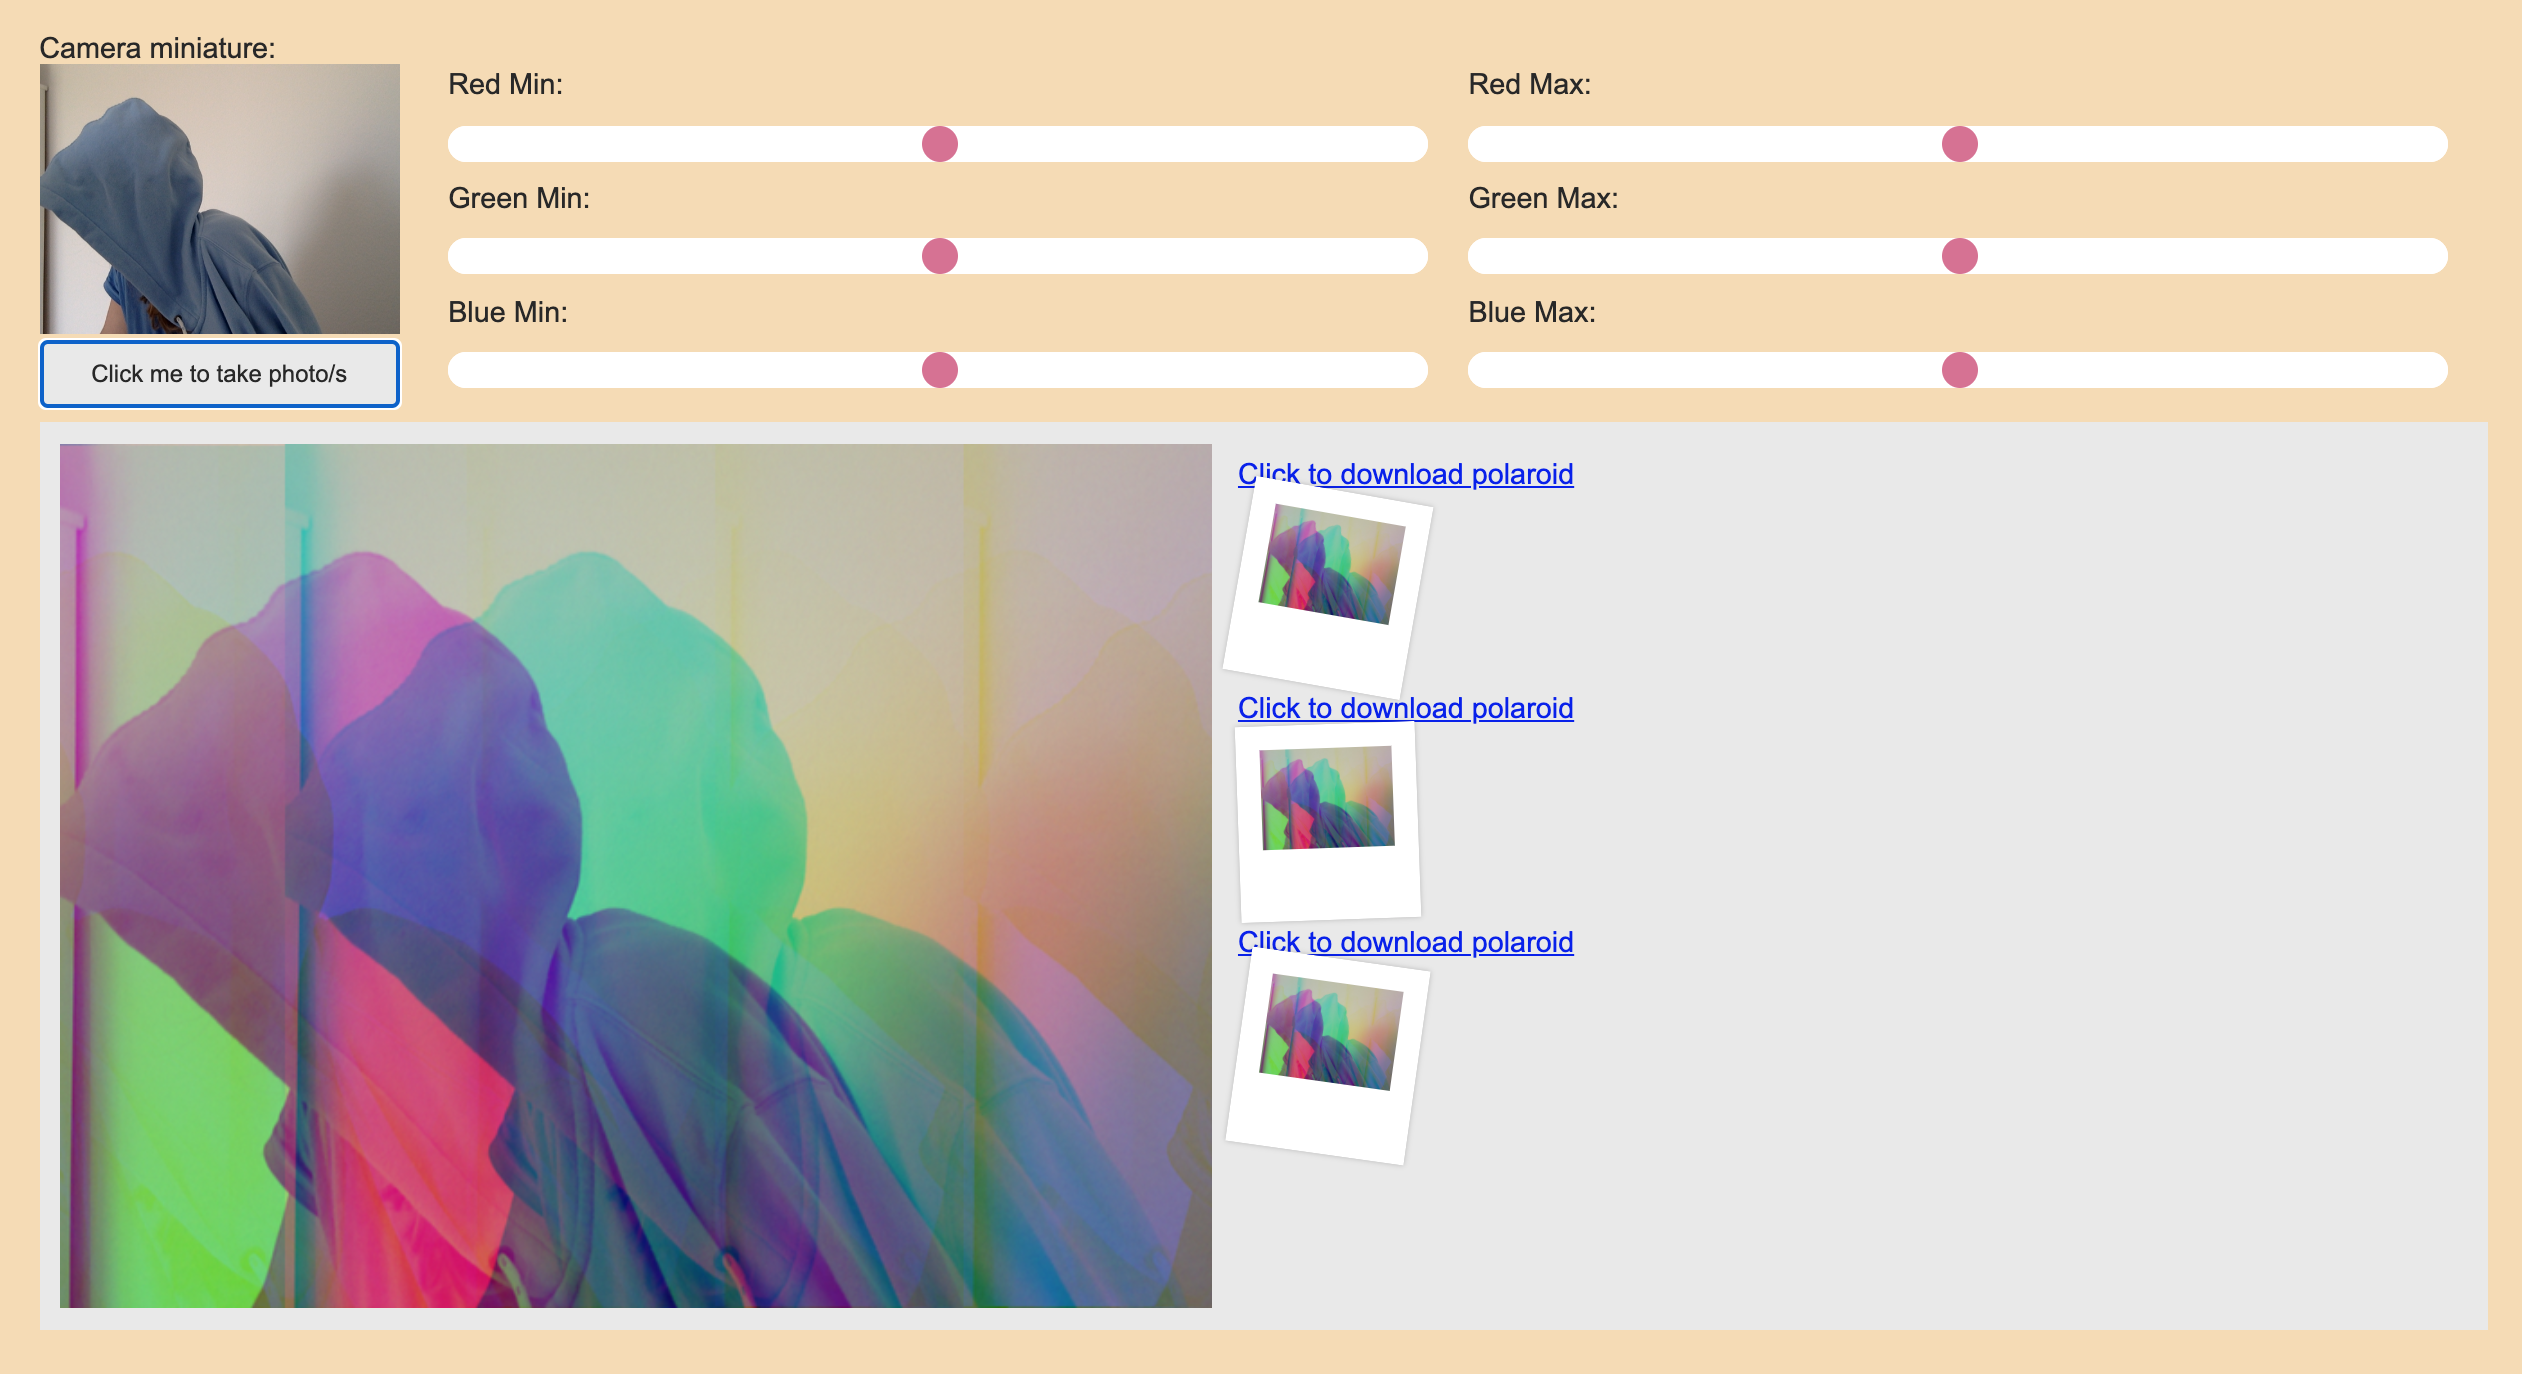 Camera miniature:
Red Min:
Red Max:
Green Min:
Green Max:
Blue Min:
Blue Max:
Click me to take photo/s
Click to download polaroid
Click to download polaroid
Click to download polaroid